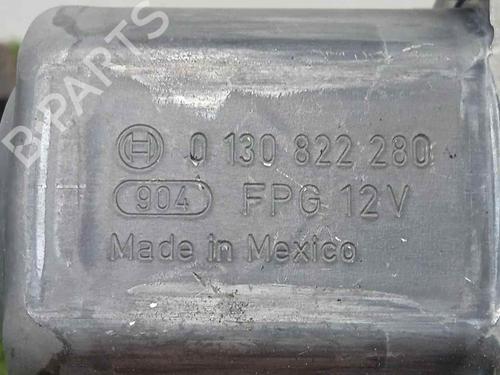 B-PARTS
0 130 822 280
904 FPG 12V
Made in Mexico